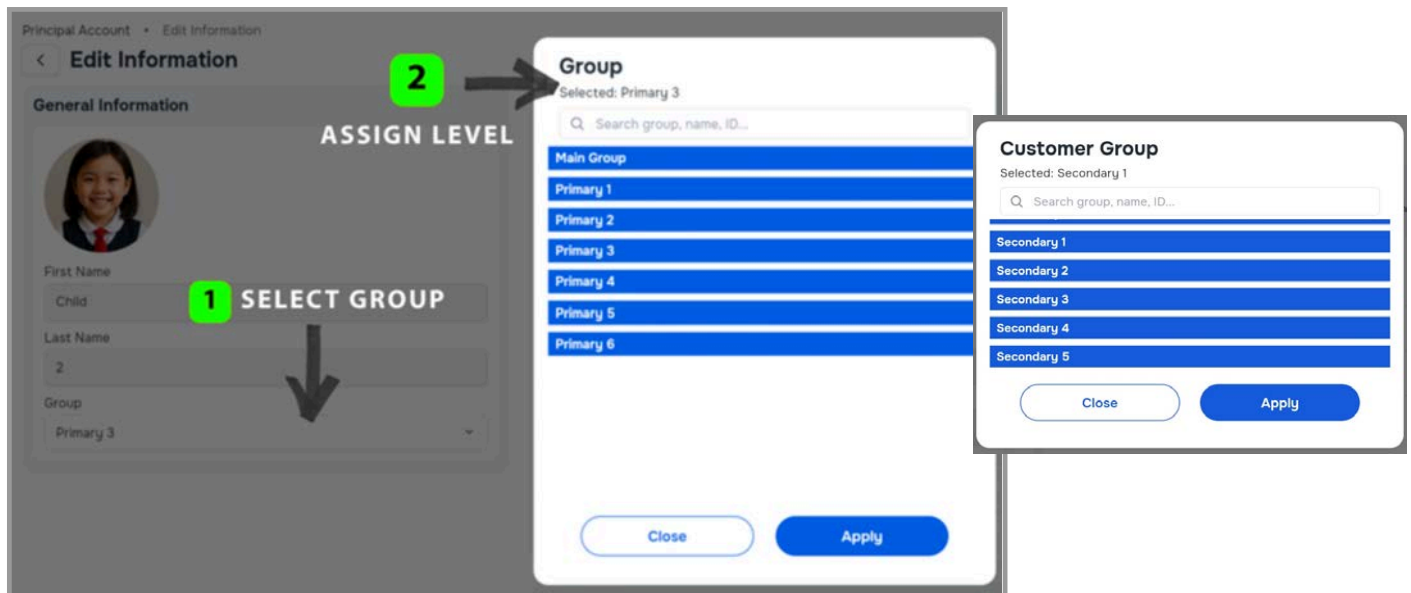 Principal Account • Edit Information
Edit Information
General Information
First Name
Child
Last Name
2
Group
Primary 3
1 SELECT GROUP
2
ASSIGN LEVEL
Group
Selected: Primary 3
Search group, name, ID...
Main Group
Primary 1
Primary 2
Primary 3
Primary 4
Primary 5
Primary 6
Close
Apply
Customer Group
Selected: Secondary 1
Search group, name, ID...
Secondary 1
Secondary 2
Secondary 3
Secondary 4
Secondary 5
Close
Apply